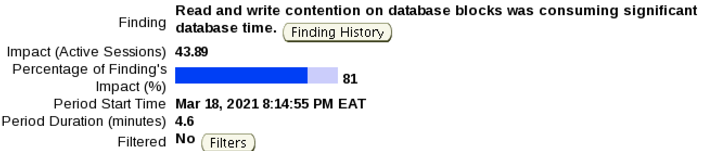 Finding Read and write contention on database blocks was consuming significant
database time. Finding History
Impact (Active Sessions) 43.89
Percentage of Finding's
Impact (%) 81
Period Start Time Mar 18, 2021 8:14:55 PM EAT
Period Duration (minutes) 4.6
Filtered No Filters